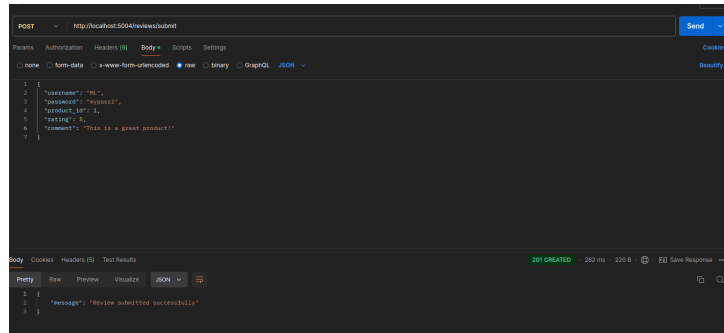 POST http://localhost:5004/reviews/submit Send
Params Authorization Headers (9) Body Scripts Settings Cookies
none form-data x-www-form-urlencoded raw binary GraphQL JSON Beautify
1 {
2 "username": "ML",
3 "password": "mypass2",
4 "product_id": 1,
5 "rating": 5,
6 "comment": "This is a great product!"
7 }
Body Cookies Headers (5) Test Results 201 CREATED 282 ms 220 B Save Response
Pretty Raw Preview Visualize JSON
1 {
2 "message": "Review submitted successfully"
3 }